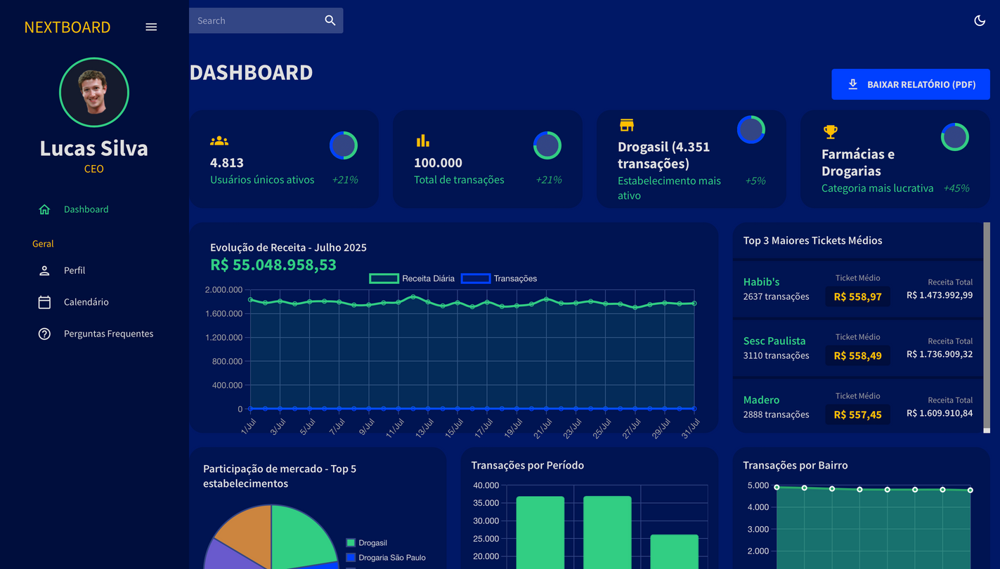 NEXTBOARD
Search
Lucas Silva
CEO
Dashboard
Geral
Perfil
Calendário
Perguntas Frequentes
DASHBOARD
BAIXAR RELATÓRIO (PDF)
4.813
Usuários únicos ativos
+21%
100.000
Total de transações
+21%
Drogasil (4.351
transações)
Estabelecimento mais
ativo
+5%
Farmácias e
Drogarias
Categoria mais lucrativa
+45%
Evolução de Receita - Julho 2025
R$ 55.048.958,53
Receita Diária
Transações
2.000.000
1.600.000
1.200.000
800.000
400.000
0
1/Jul
3/Jul
5/Jul
7/Jul
9/Jul
11/Jul
13/Jul
15/Jul
17/Jul
19/Jul
21/Jul
23/Jul
25/Jul
27/Jul
29/Jul
31/Jul
Top 3 Maiores Tickets Médios
Habib's
2637 transações
Ticket Médio
R$ 558,97
Receita Total
R$ 1.473.992,99
Sesc Paulista
3110 transações
Ticket Médio
R$ 558,49
Receita Total
R$ 1.736.909,32
Madero
2888 transações
Ticket Médio
R$ 557,45
Receita Total
R$ 1.609.910,84
Participação de mercado - Top 5
estabelecimentos
Drogasil
Drogaria São Paulo
Transações por Período
40.000
35.000
30.000
25.000
20.000
Transações por Bairro
5.000
4.000
3.000
2.000